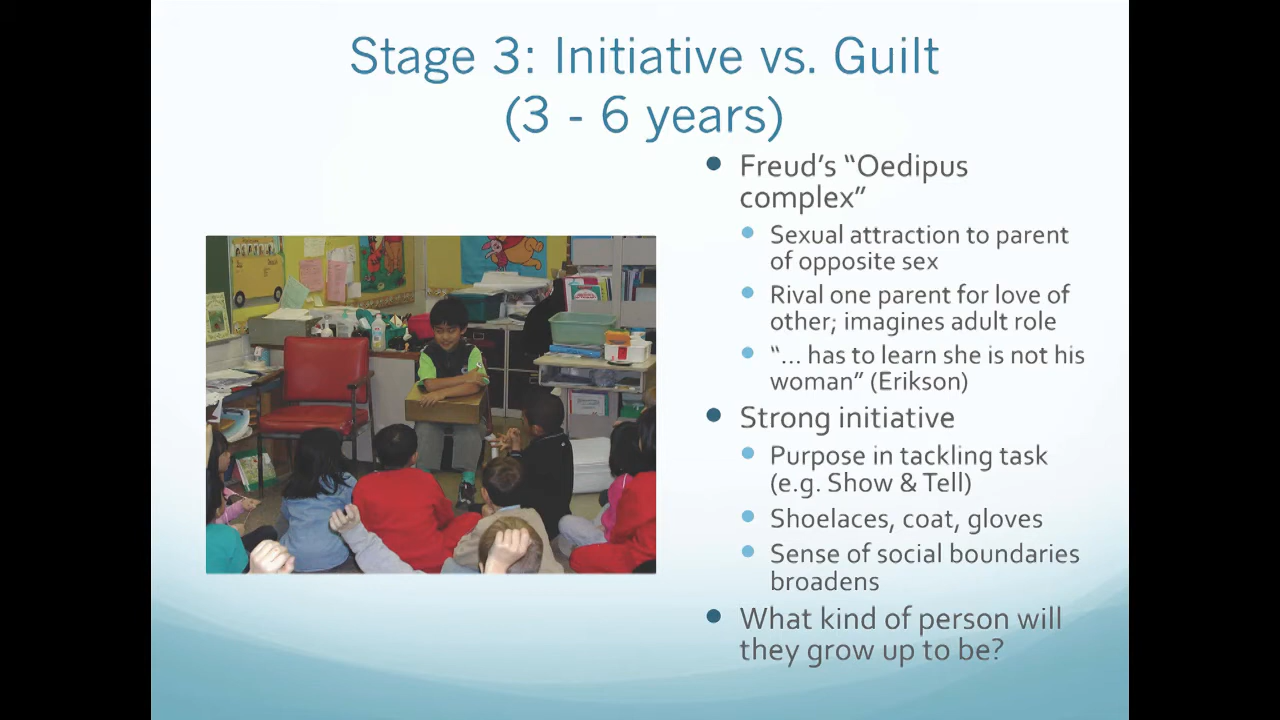 Stage 3: Initiative vs. Guilt
(3 - 6 years)
Freud’s “Oedipus
complex”
Sexual attraction to parent
of opposite sex
Rival one parent for love of
other; imagines adult role
“... has to learn she is not his
woman” (Erikson)
Strong initiative
Purpose in tackling task
(e.g. Show & Tell)
Shoelaces, coat, gloves
Sense of social boundaries
broadens
What kind of person will
they grow up to be?